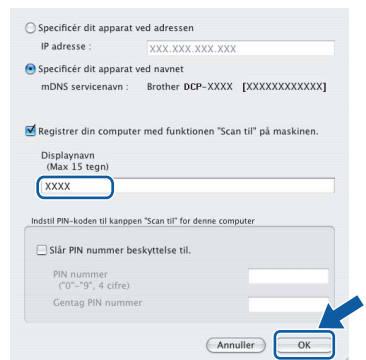 Specificér dit apparat ved adressen
IP adresse : XXX.XXX.XXX.XXX
Specificér dit apparat ved navnet
mDNS servicenavn : Brother DCP-XXXX [XXXXXXXXXXXX]
Registrer din computer med funktionen "Scan til" på maskinen.
Displaynavn
(Max 15 tegn)
XXXX
Indstil PIN-koden til kanppen "Scan til" for denne computer
Slår PIN nummer beskyttelse til.
PIN nummer
("0"-"9", 4 cifre)
Gentag PIN nummer
Annuller OK